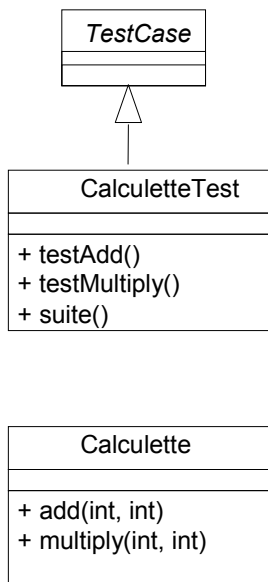 TestCase
CalculetteTest
+ testAdd()
+ testMultiply()
+ suite()
Calculette
+ add(int, int)
+ multiply(int, int)